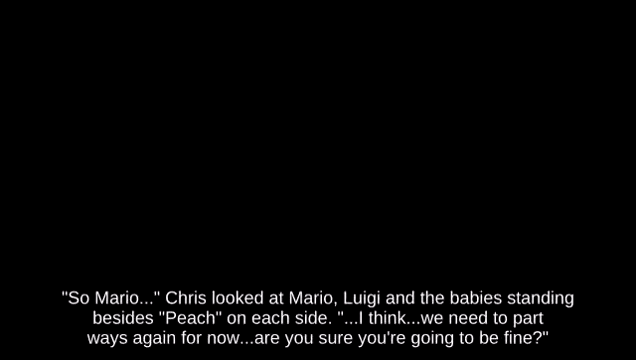 "So Mario..." Chris looked at Mario, Luigi and the babies standing
besides "Peach" on each side. "...I think...we need to part
ways again for now...are you sure you're going to be fine?"